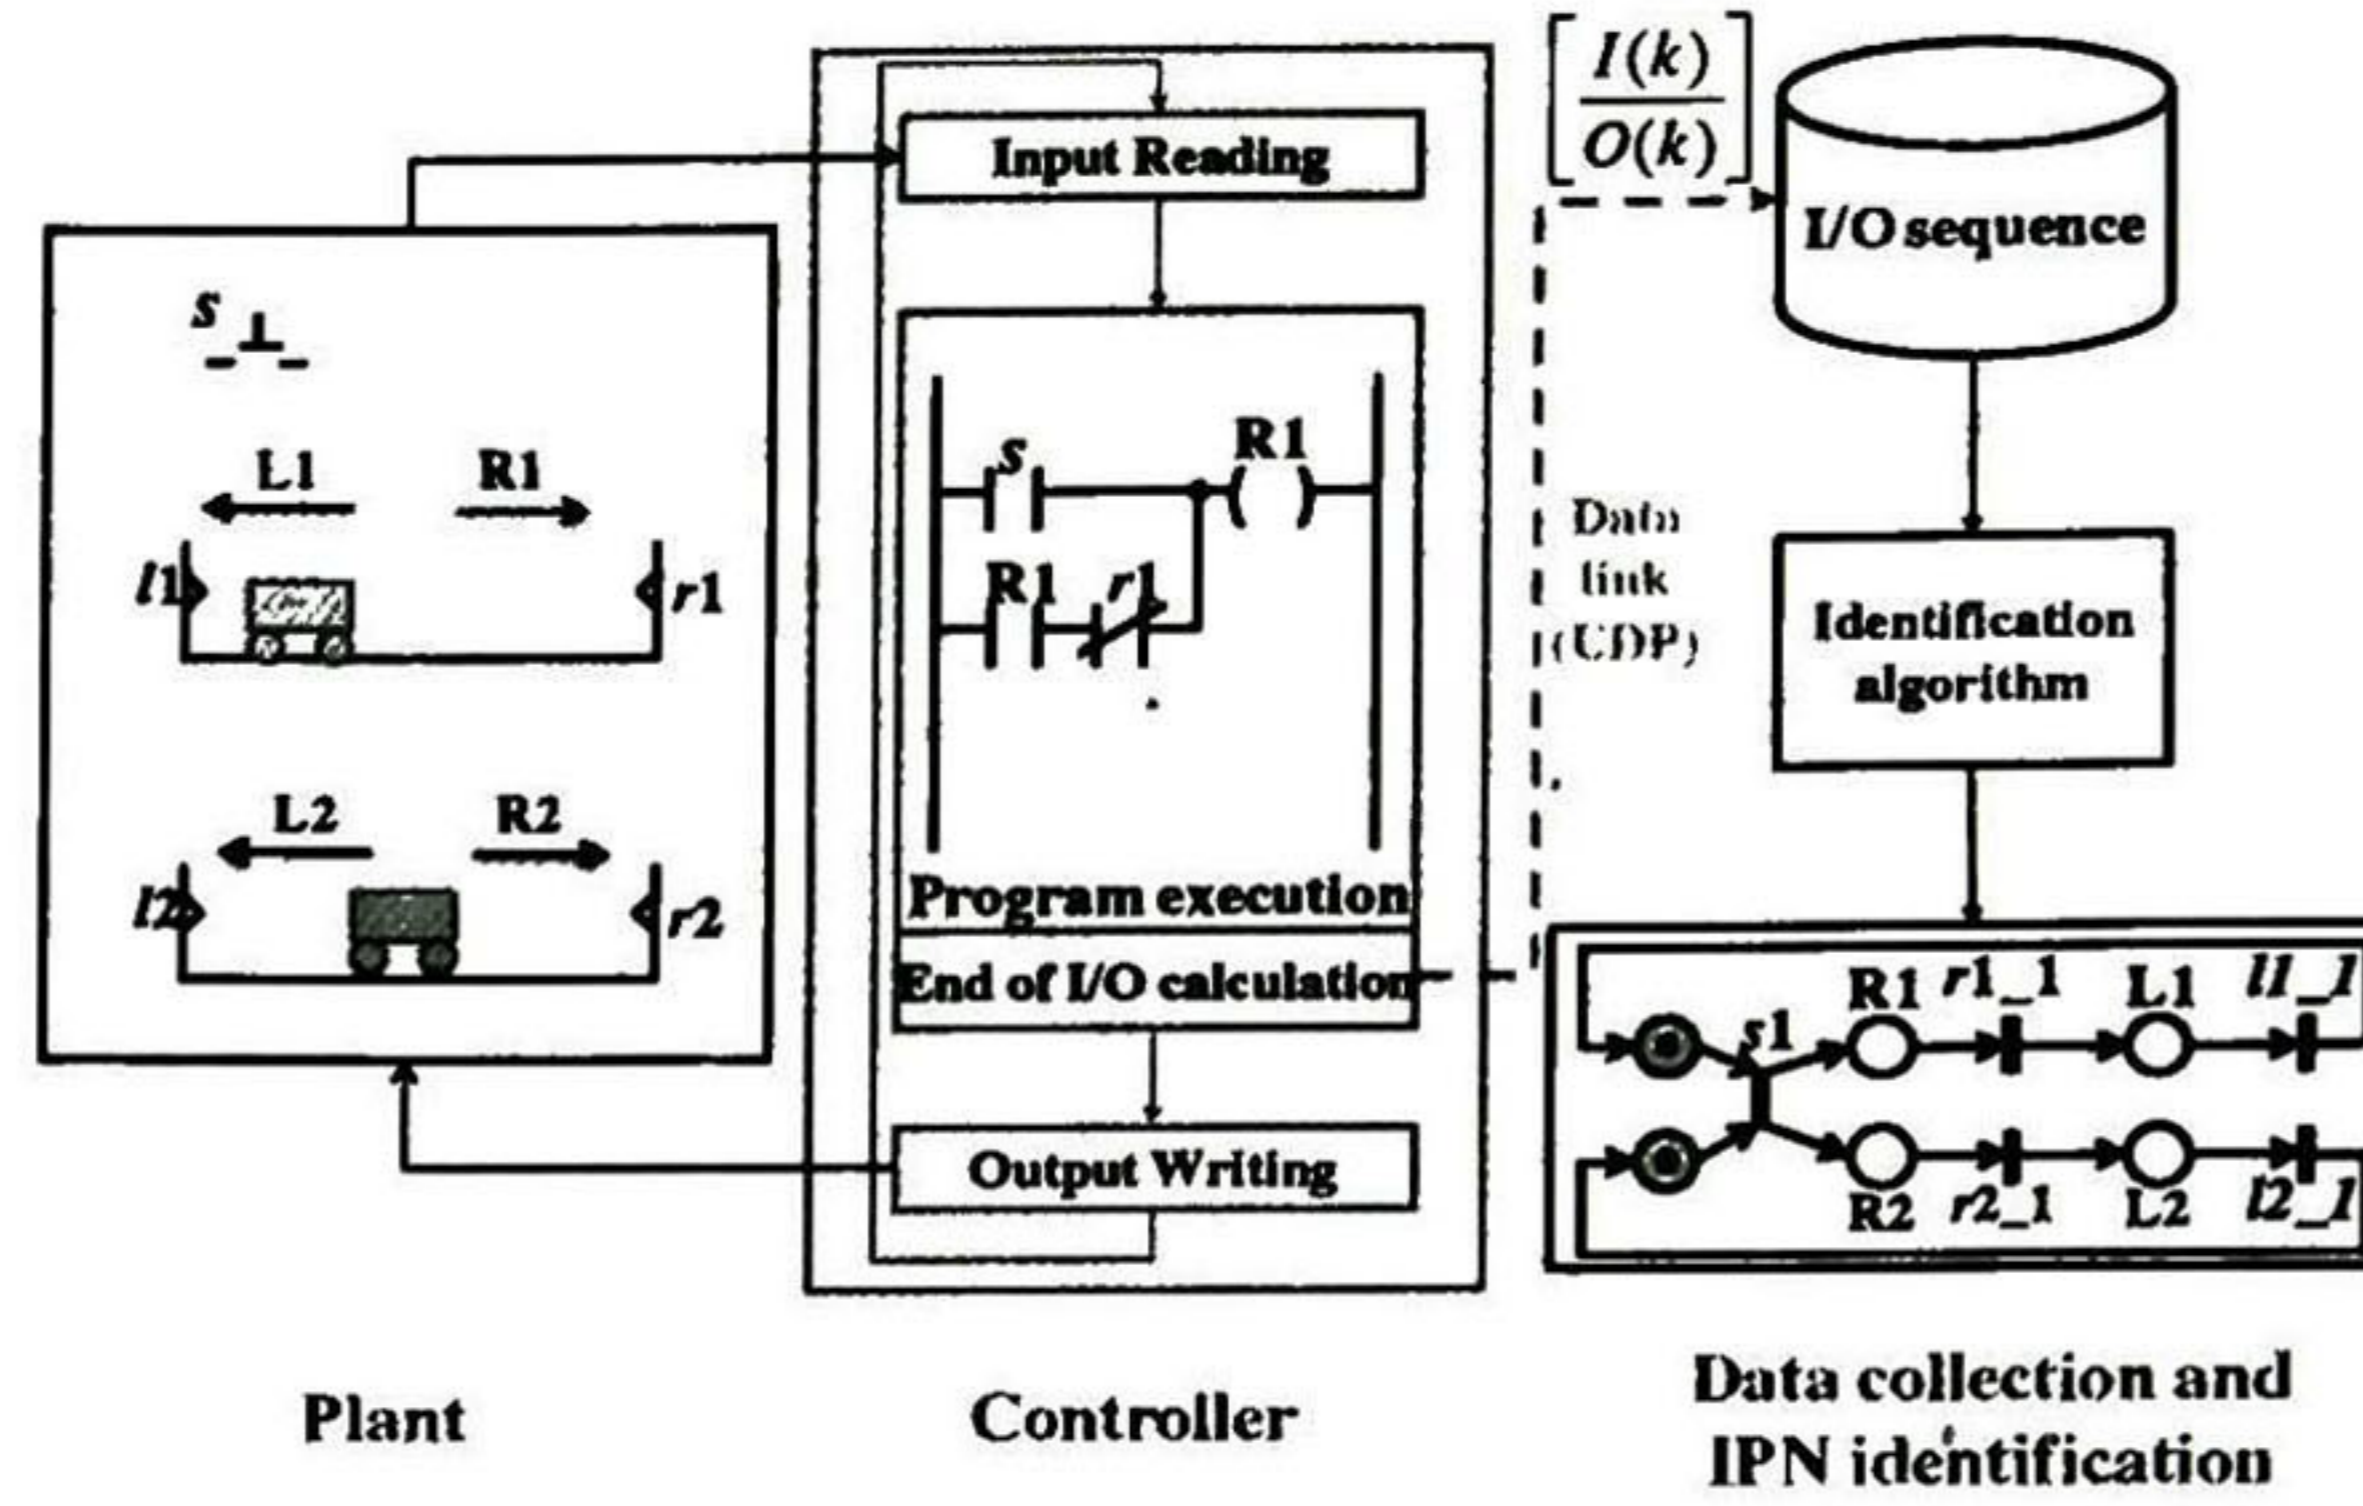 s
L1
R1
l1
r1
L2
R2
l2
r2
Plant
Input Reading
s
R1
R1
r1
Program execution
End of I/O calculation
Output Writing
Controller
I(k)
O(k)
I/O sequence
Data
link
(UDP)
Identification
algorithm
R1
r1_1
L1
l1_1
s1
R2
r2_1
L2
l2_1
Data collection and
IPN identification